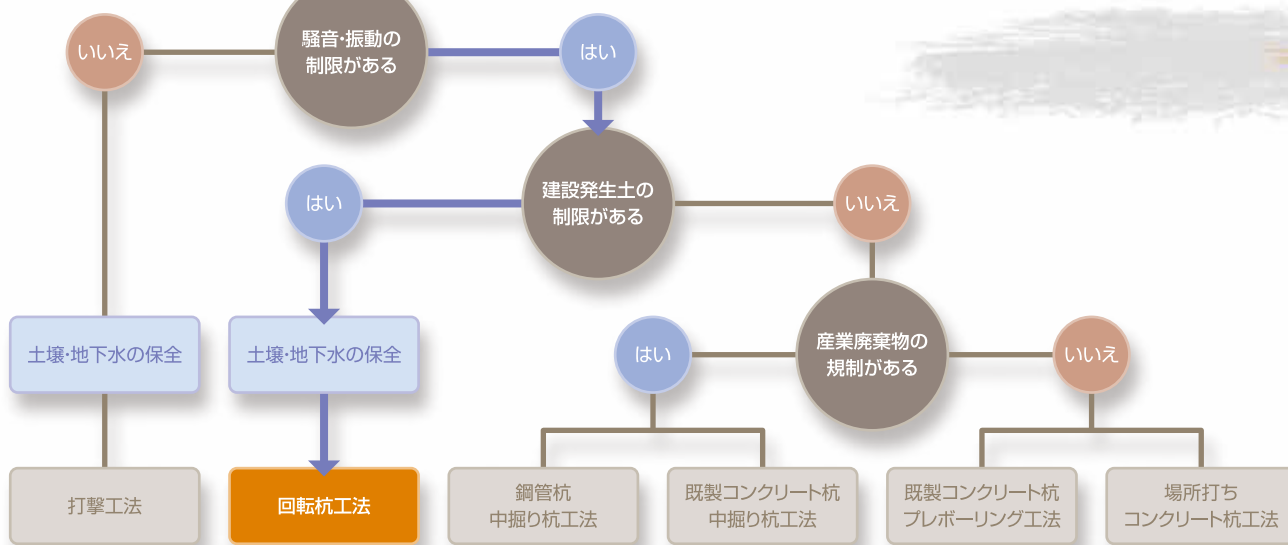 いいえ
騒音・振動の
制限がある
はい
はい
建設発生土の
制限がある
いいえ
土壌・地下水の保全
土壌・地下水の保全
はい
産業廃棄物の
規制がある
いいえ
打撃工法
回転杭工法
鋼管杭
中掘り杭工法
既製コンクリート杭
中掘り杭工法
既製コンクリート杭
プレボーリング工法
場所打ち
コンクリート杭工法